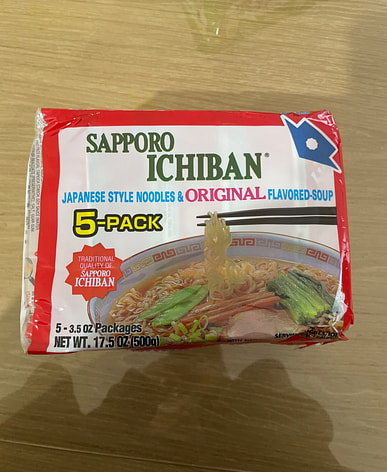 SAPPORO
ICHIBAN®
JAPANESE STYLE NOODLES & ORIGINAL FLAVORED-SOUP
5-PACK
TRADITIONAL
QUALITY OF
SAPPORO
ICHIBAN
5 - 3.5 OZ Packages
NET WT. 17.5 OZ (500g)